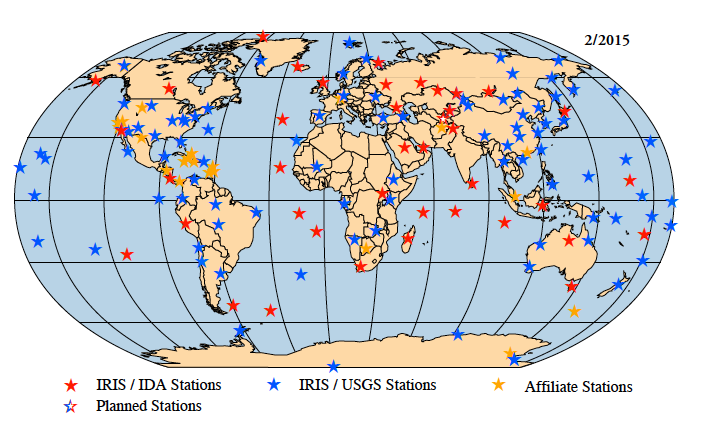 2/2015
IRIS / IDA Stations IRIS / USGS Stations Affiliate Stations
Planned Stations